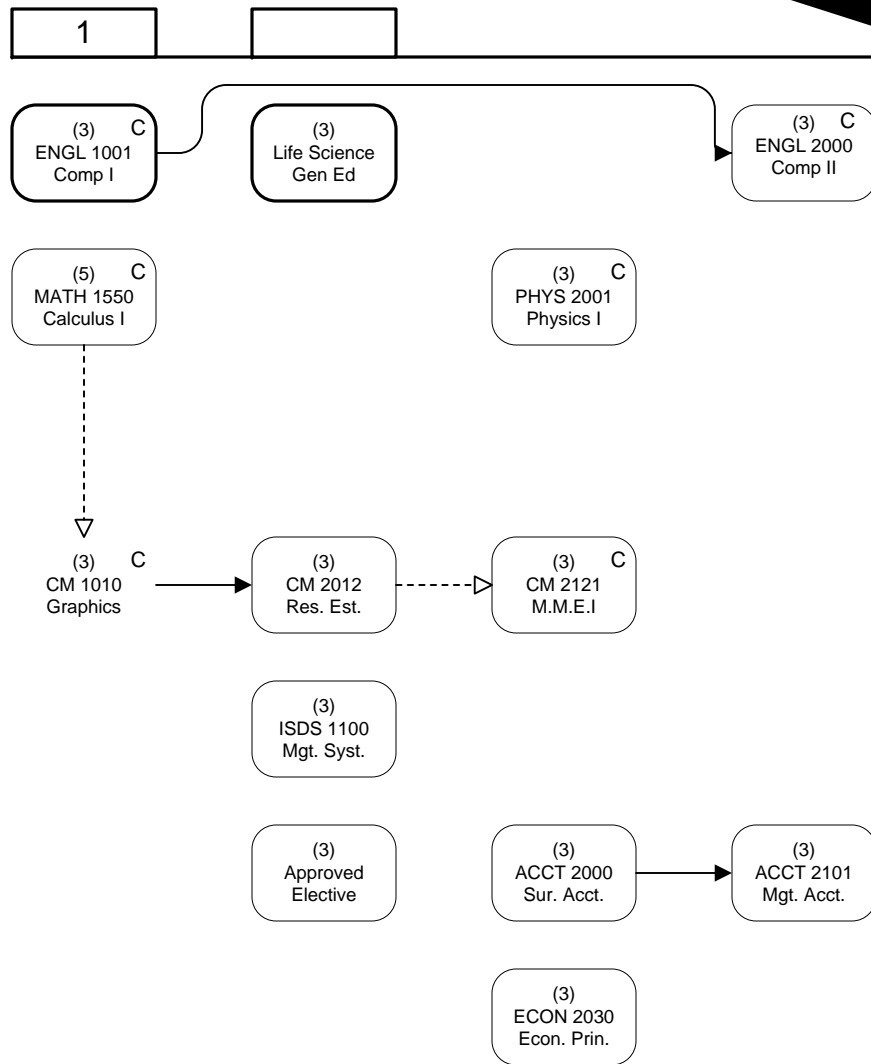 1
(3) C
ENGL 1001
Comp I
(3)
Life Science
Gen Ed
(3) C
ENGL 2000
Comp II
(5) C
MATH 1550
Calculus I
(3) C
PHYS 2001
Physics I
(3) C
CM 1010
Graphics
(3)
CM 2012
Res. Est.
(3) C
CM 2121
M.M.E.I
(3)
ISDS 1100
Mgt. Syst.
(3)
Approved
Elective
(3)
ACCT 2000
Sur. Acct.
(3)
ACCT 2101
Mgt. Acct.
(3)
ECON 2030
Econ. Prin.